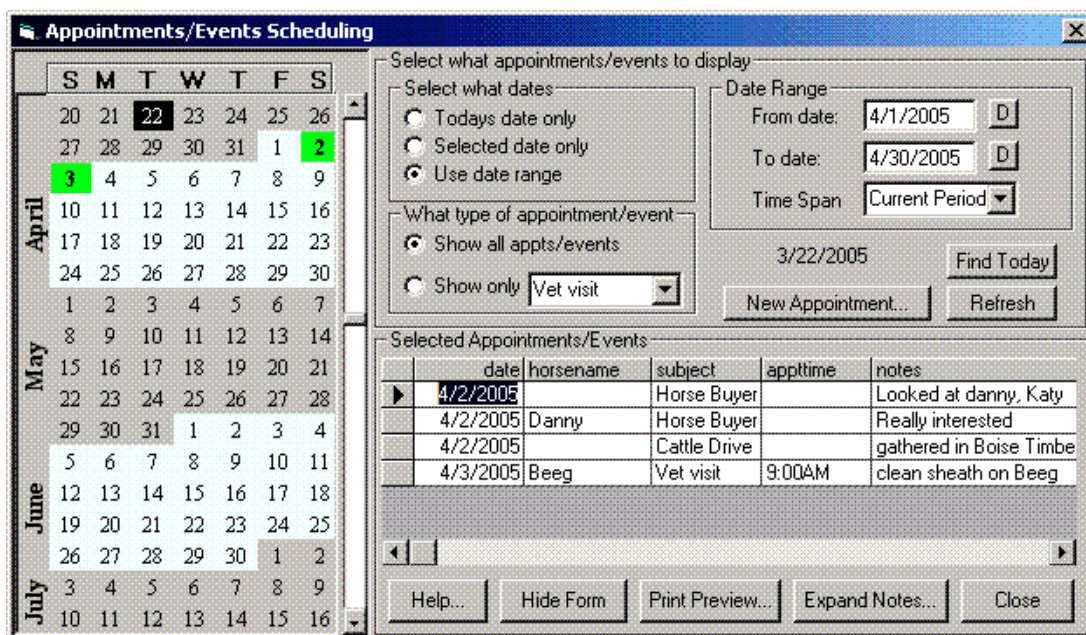 Appointments/Events Scheduling
S M T W T F S
20 21 22 23 24 25 26
27 28 29 30 31 1 2
3 4 5 6 7 8 9
10 11 12 13 14 15 16
17 18 19 20 21 22 23
24 25 26 27 28 29 30
1 2 3 4 5 6 7
8 9 10 11 12 13 14
15 16 17 18 19 20 21
22 23 24 25 26 27 28
29 30 31 1 2 3 4
5 6 7 8 9 10 11
12 13 14 15 16 17 18
19 20 21 22 23 24 25
26 27 28 29 30 1 2
3 4 5 6 7 8 9
10 11 12 13 14 15 16
April
May
June
July
Select what appointments/events to display
Select what dates
Todays date only
Selected date only
Use date range
What type of appointment/event
Show all appts/events
Show only Vet visit
Date Range
From date: 4/1/2005 D
To date: 4/30/2005 D
Time Span Current Period
3/22/2005 Find Today
New Appointment... Refresh
Selected Appointments/Events
date horsename subject appttime notes
4/2/2005 Horse Buyer Looked at danny, Katy
4/2/2005 Danny Horse Buyer Really interested
4/2/2005 Cattle Drive gathered in Boise Timbe
4/3/2005 Beeg Vet visit 9:00AM clean sheath on Beeg
Help... Hide Form Print Preview... Expand Notes... Close